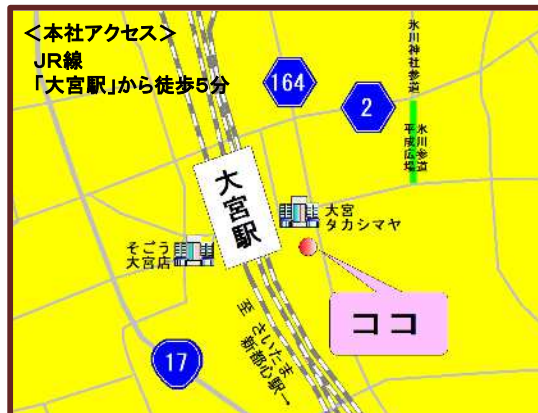 ＜本社アクセス＞
JR線
「大宮駅」から徒歩5分
164
2
氷川神社参道
氷川参道
平成広場
大宮駅
大宮
タカシマヤ
そごう
大宮店
ココ
17
至 さいたま
新都心駅→